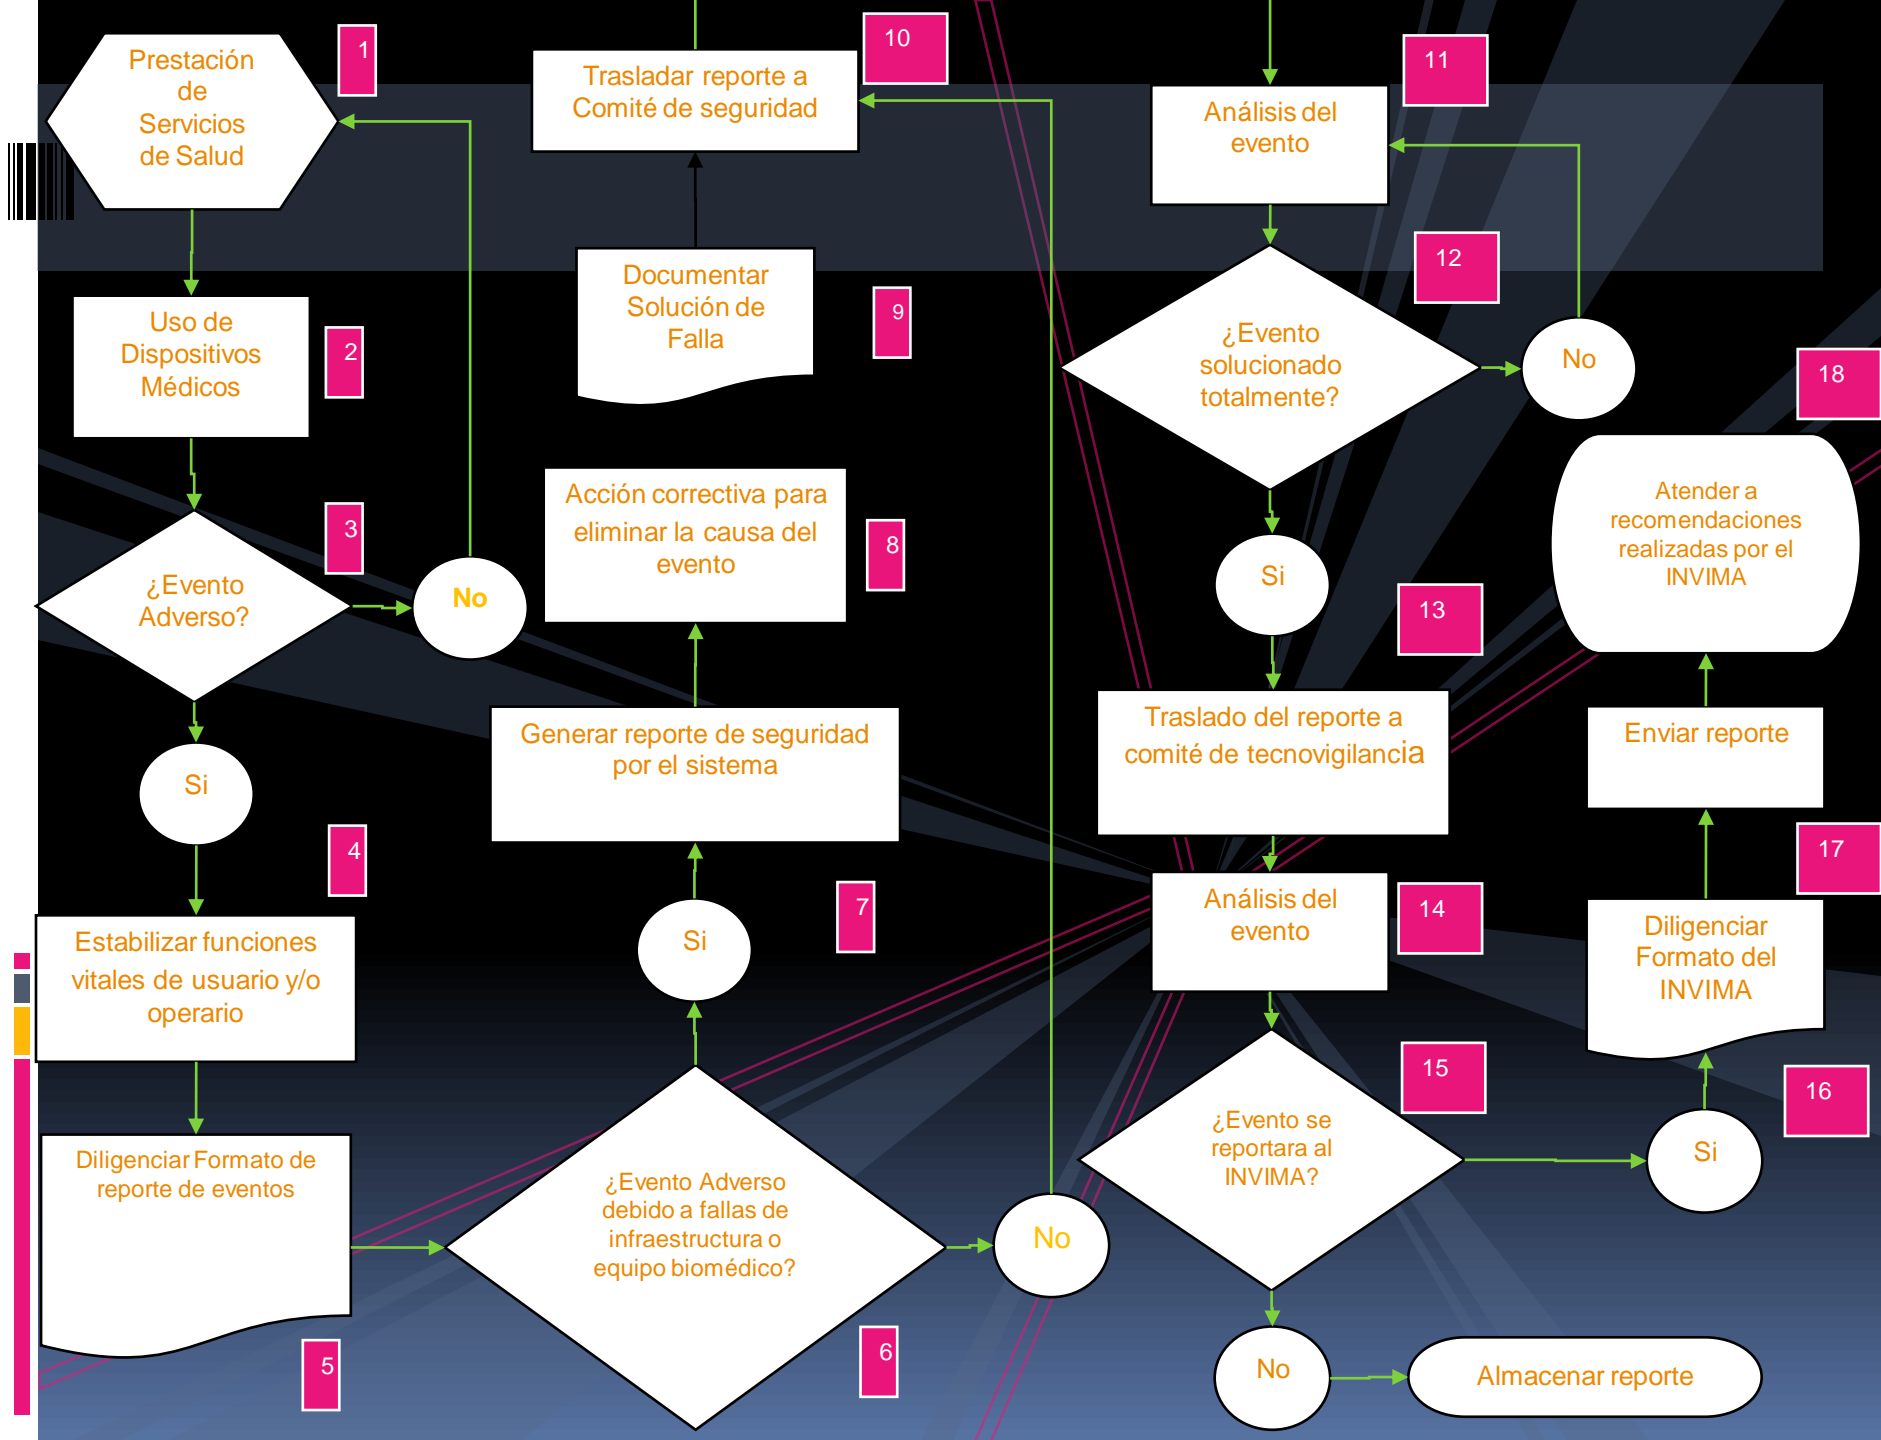 Prestación
de
Servicios
de Salud
1
Uso de
Dispositivos
Médicos
2
¿Evento
Adverso?
3
No
Si
4
Estabilizar funciones
vitales de usuario y/o
operario
Diligenciar Formato de
reporte de eventos
5
¿Evento Adverso
debido a fallas de
infraestructura o
equipo biomédico?
6
No
Si
7
Generar reporte de seguridad
por el sistema
Acción correctiva para
eliminar la causa del
evento
8
Documentar
Solución de
Falla
9
Trasladar reporte a
Comité de seguridad
10
Análisis del
evento
11
¿Evento
solucionado
totalmente?
12
No
Si
13
Traslado del reporte a
comité de tecnovigilancia
Análisis del
evento
14
¿Evento se
reportara al
INVIMA?
15
No
Almacenar reporte
Si
16
Diligenciar
Formato del
INVIMA
17
Enviar reporte
Atender a
recomendaciones
realizadas por el
INVIMA
18